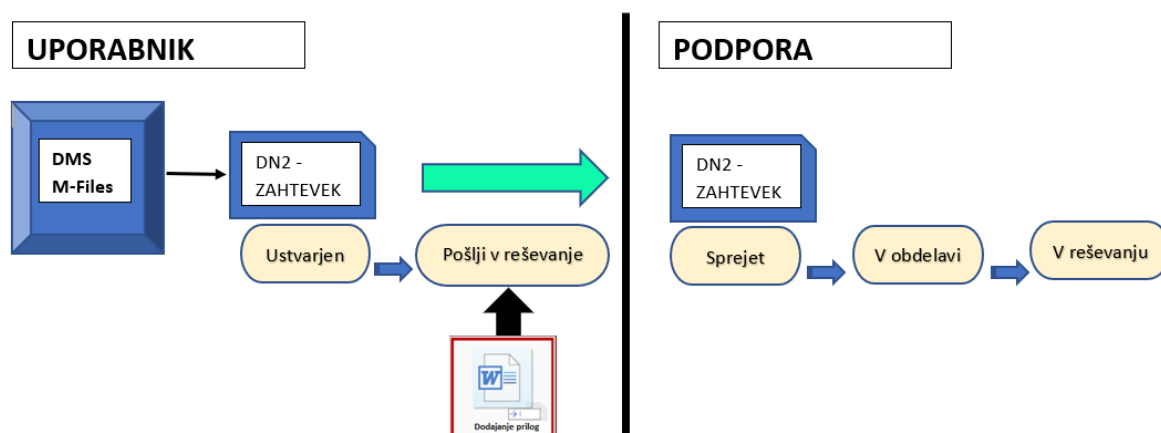 UPORABNIK
PODPORA
DMS
M-Files
DN2 -
ZAHTEVEK
DN2 -
ZAHTEVEK
Ustvarjen
Pošlji v reševanje
Sprejet
V obdelavi
V reševanju
W
Dodajanje prilog